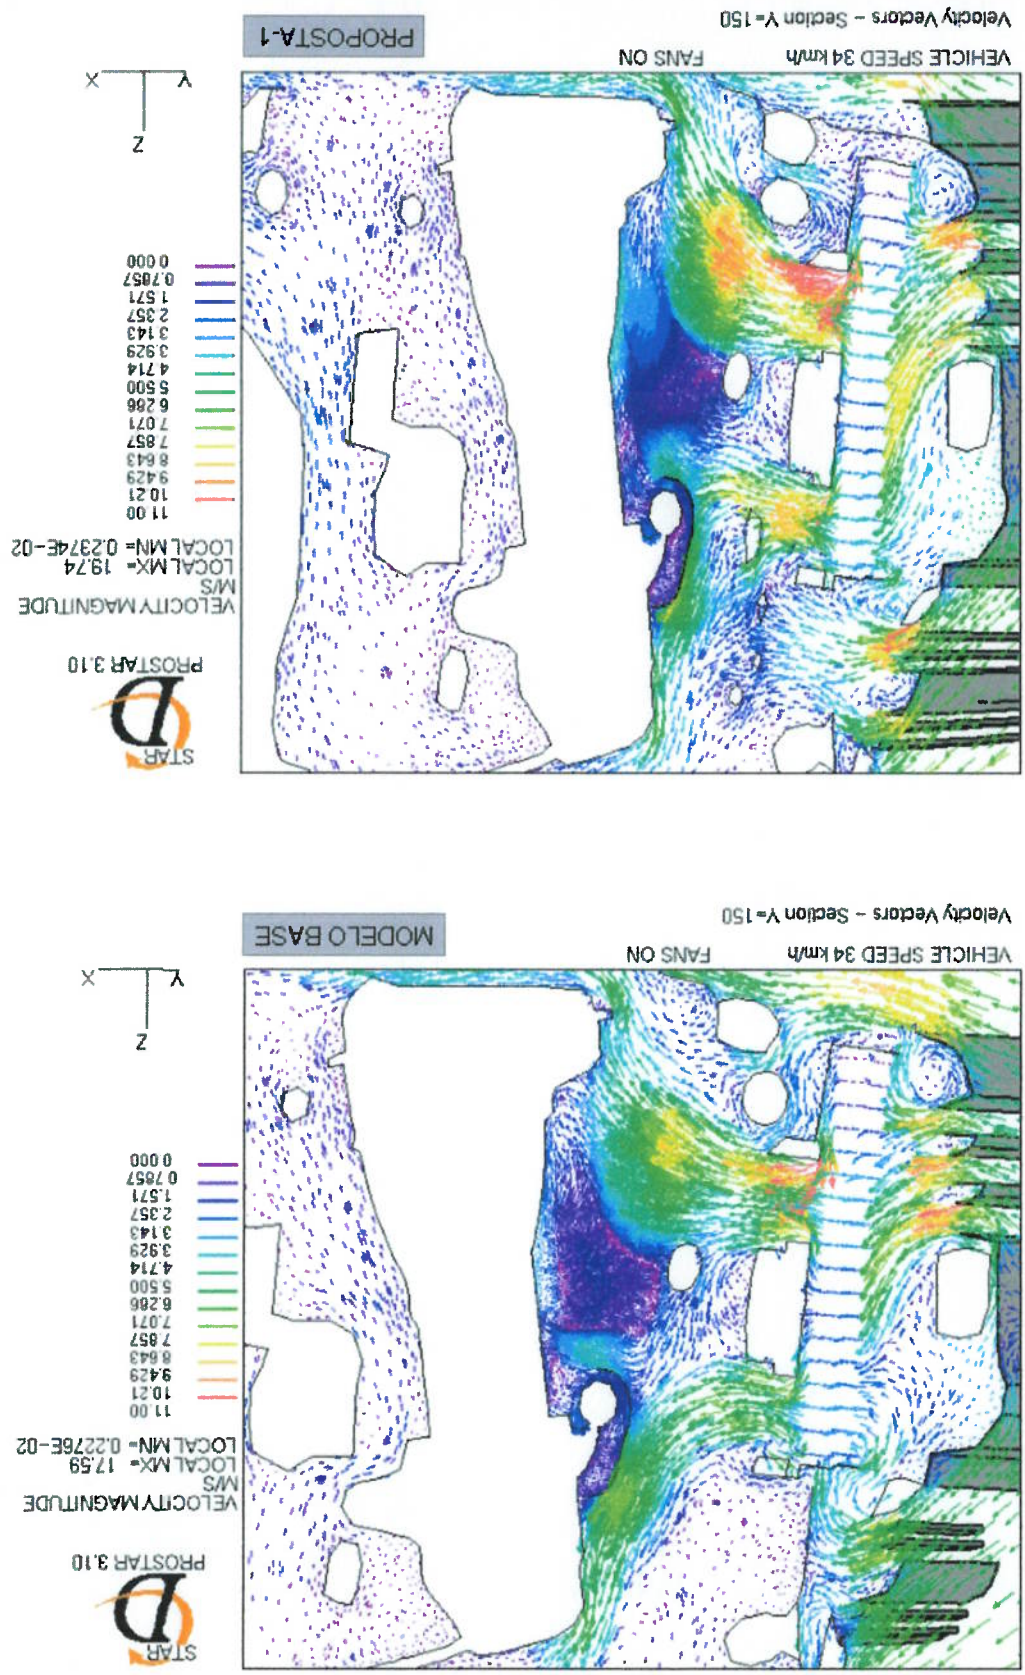 STAR
D
PROSTAR 3.10
VELOCITY MAGNITUDE
M/S
LOCAL MX= 17.59
LOCAL MN= 0.2276E-02
11.00
10.21
9.429
8.643
7.857
7.071
6.286
5.500
4.714
3.929
3.143
2.357
1.571
0.7857
0.000
Z
Y X
VEHICLE SPEED 34 km/h FANS ON
MODELO BASE
Velocity Vectors – Section Y=150
STAR
D
PROSTAR 3.10
VELOCITY MAGNITUDE
M/S
LOCAL MX= 19.74
LOCAL MN= 0.2374E-02
11.00
10.21
9.429
8.643
7.857
7.071
6.286
5.500
4.714
3.929
3.143
2.357
1.571
0.7857
0.000
Z
Y X
VEHICLE SPEED 34 km/h FANS ON
PROPOSTA-1
Velocity Vectors – Section Y=150